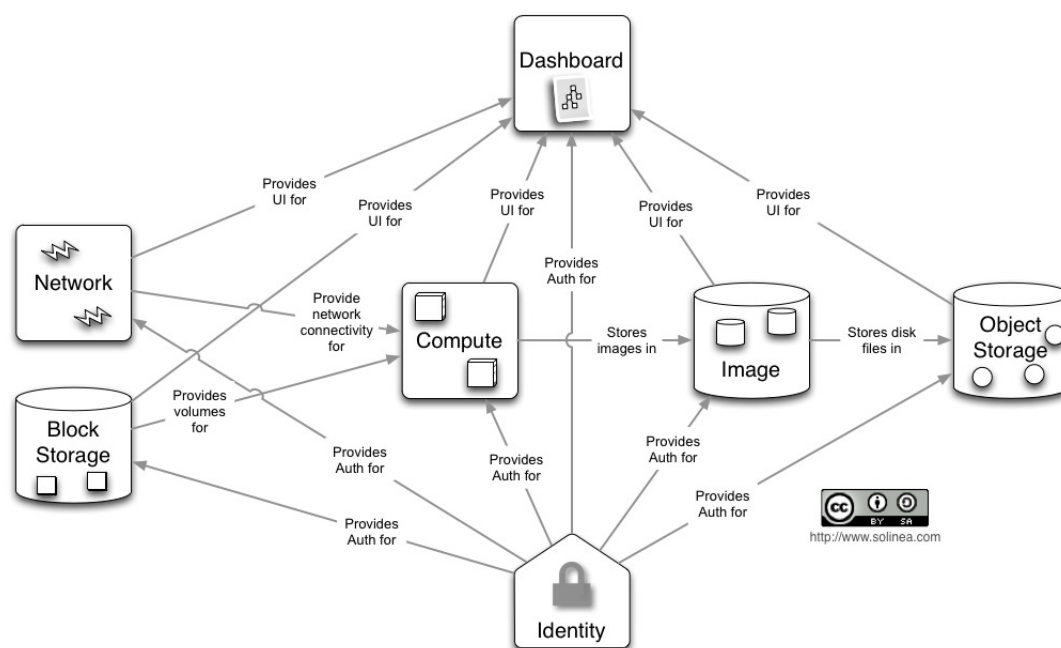 Dashboard
Provides
UI for
Provides
UI for
Provides
UI for
Provides
UI for
Provides
UI for
Network
Provides
Auth for
Provide
network
connectivity
for
Compute
Stores
images in
Image
Stores disk
files in
Object
Storage
Block
Storage
Provides
volumes
for
Provides
Auth for
Provides
Auth for
Provides
Auth for
Provides
Auth for
Provides
Auth for
Identity
cc
BY SA
http://www.solinea.com